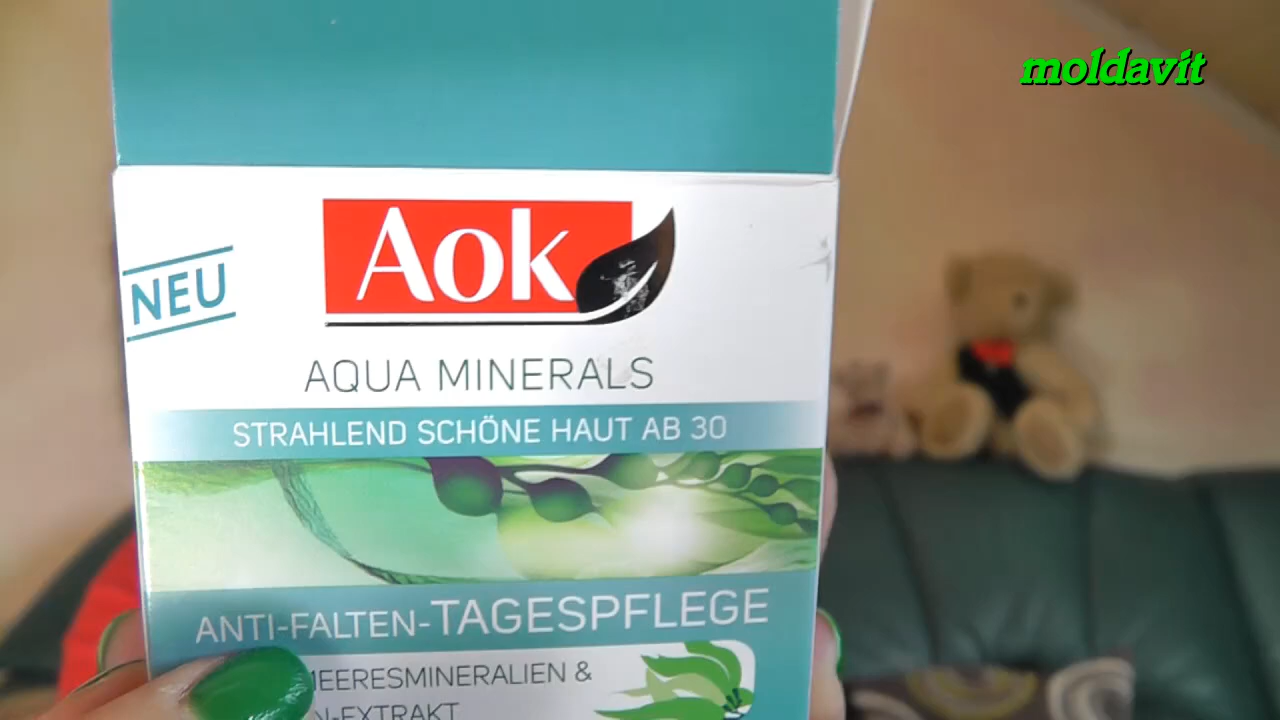 moldavit
NEU
Aok
AQUA MINERALS
STRAHLEND SCHÖNE HAUT AB 30
ANTI-FALTEN-TAGESPFLEGE
MEERESMINERALIEN &
-EXTRAKT